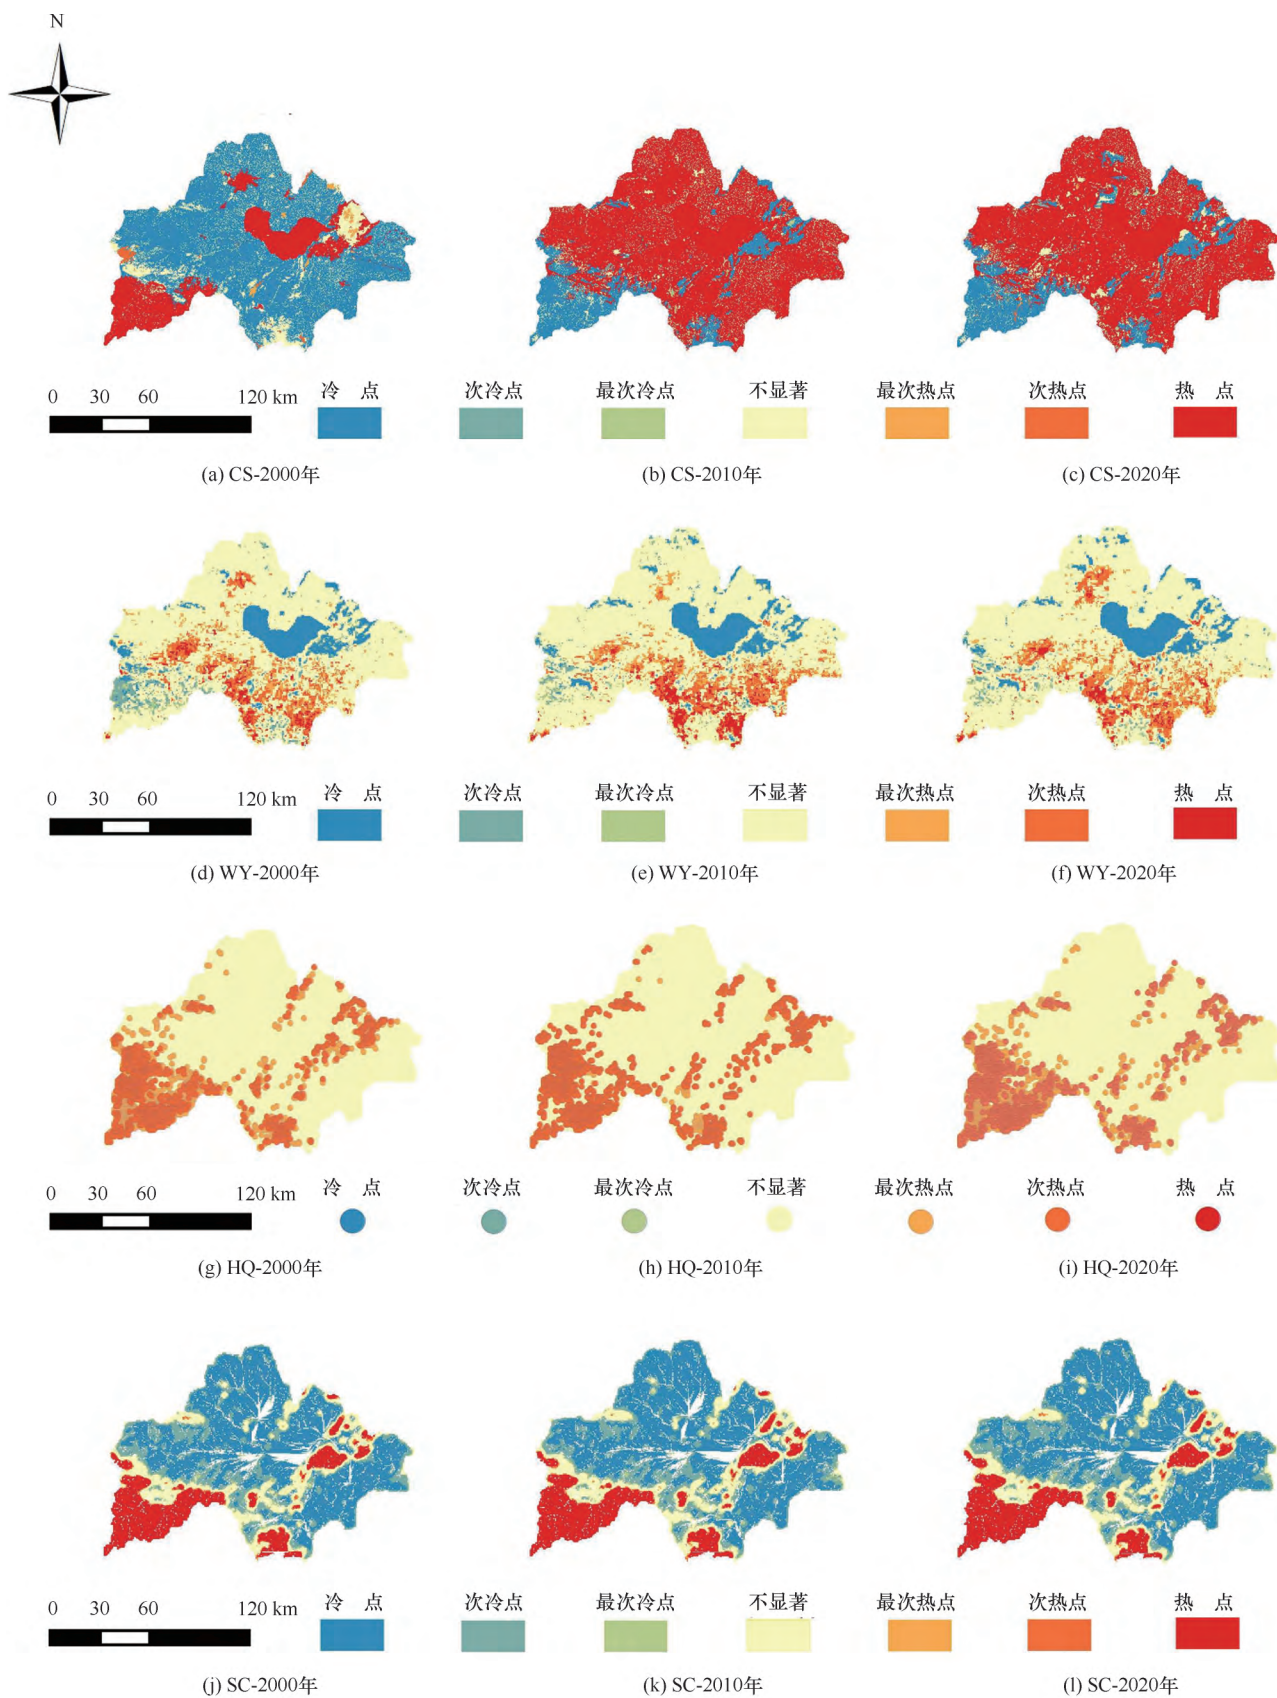 N
0 30 60 120 km 冷 点 次冷点 最次冷点 不显著 最次热点 次热点 热 点
(a) CS-2000年 (b) CS-2010年 (c) CS-2020年
0 30 60 120 km 冷 点 次冷点 最次冷点 不显著 最次热点 次热点 热 点
(d) WY-2000年 (e) WY-2010年 (f) WY-2020年
0 30 60 120 km 冷 点 次冷点 最次冷点 不显著 最次热点 次热点 热 点
(g) HQ-2000年 (h) HQ-2010年 (i) HQ-2020年
0 30 60 120 km 冷 点 次冷点 最次冷点 不显著 最次热点 次热点 热 点
(j) SC-2000年 (k) SC-2010年 (l) SC-2020年